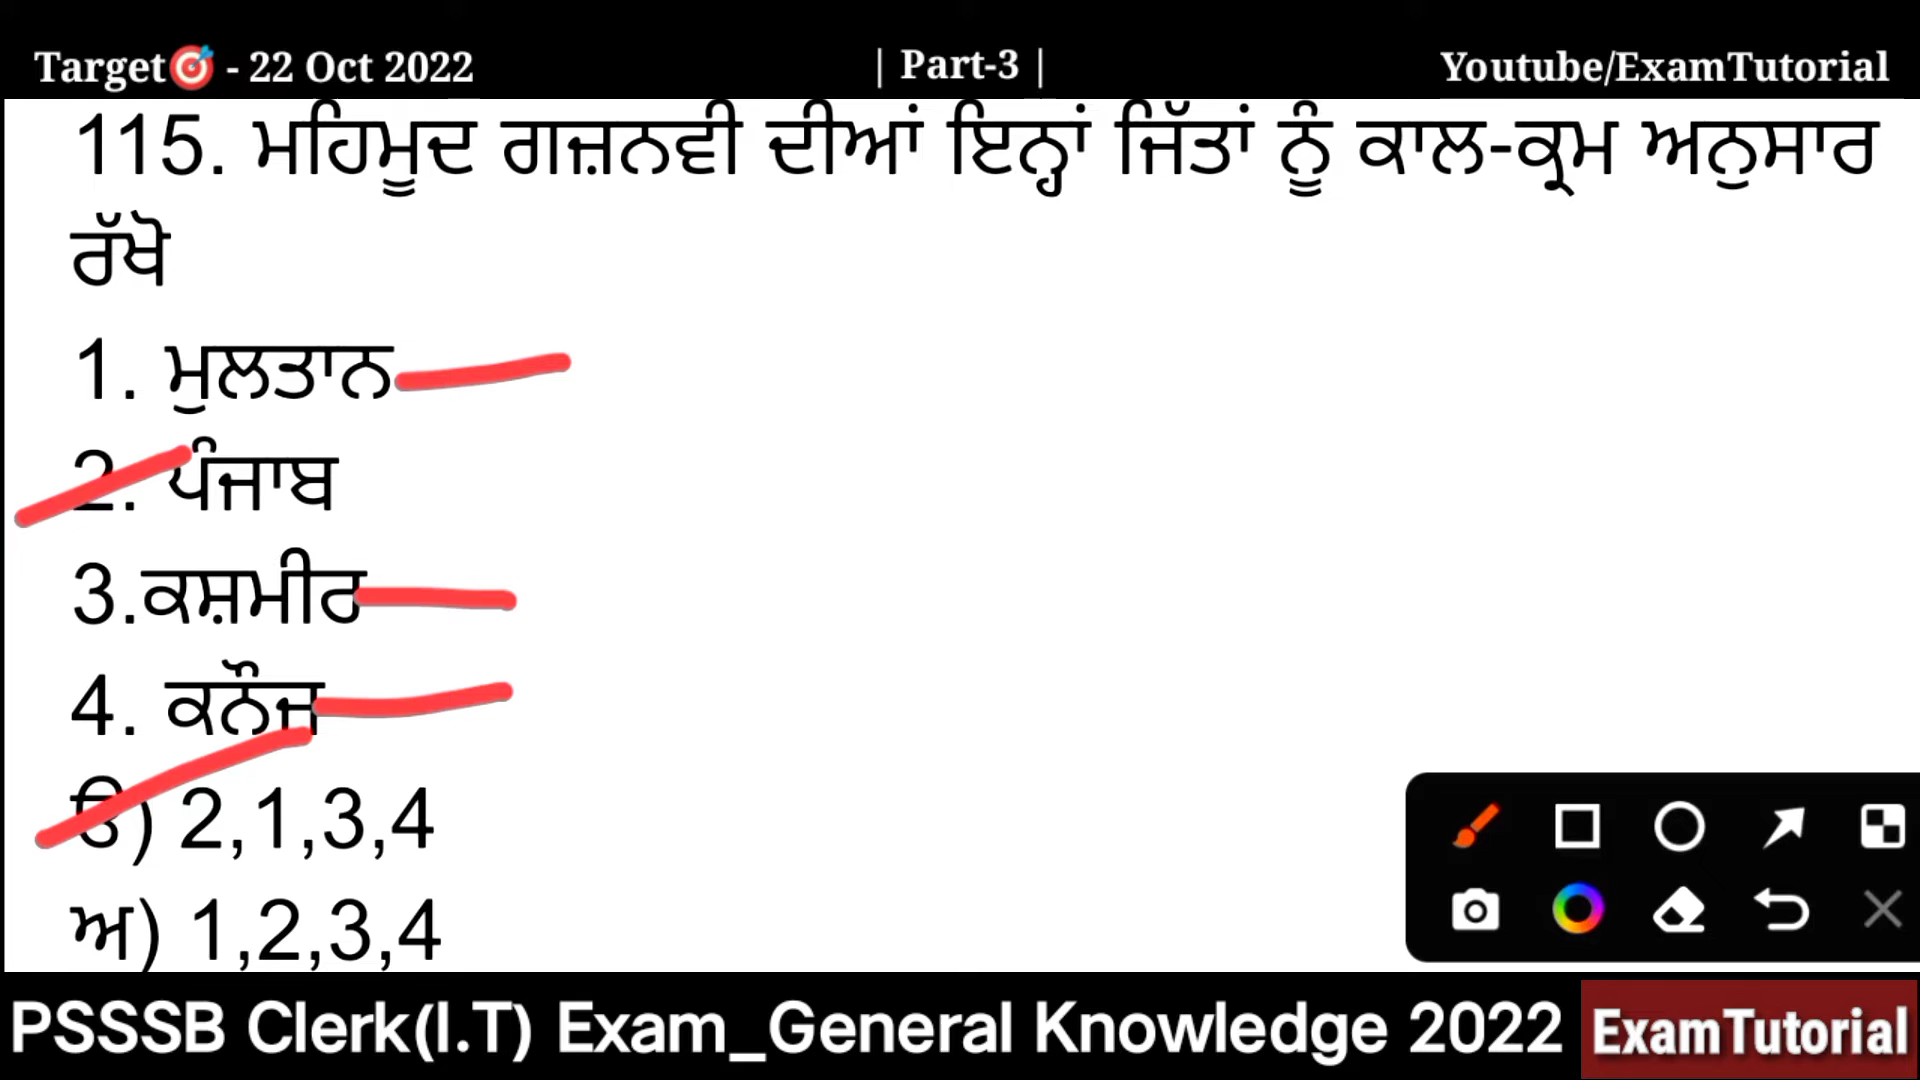 Target🎯 - 22 Oct 2022
| Part-3 |
Youtube/ExamTutorial
115. ਮਹਿਮੂਦ ਗਜ਼ਨਵੀ ਦੀਆਂ ਇਨ੍ਹਾਂ ਜਿੱਤਾਂ ਨੂੰ ਕਾਲ-ਕ੍ਰਮ ਅਨੁਸਾਰ
ਰੱਖੋ
1. ਮੁਲਤਾਨ
2. ਪੰਜਾਬ
3.ਕਸ਼ਮੀਰ
4. ਕਨੌਜ
ੳ) 2,1,3,4
ਅ) 1,2,3,4
PSSSB Clerk(I.T) Exam_General Knowledge 2022
ExamTutorial